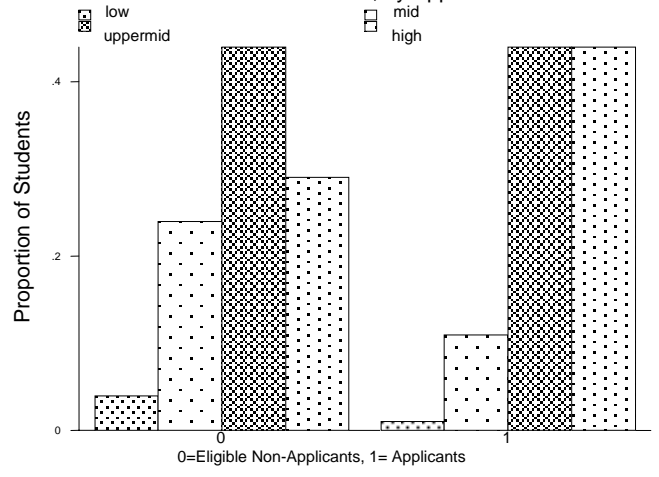 low mid
uppermid high
.4
.2
0
Proportion of Students
0 1
0=Eligible Non-Applicants, 1= Applicants